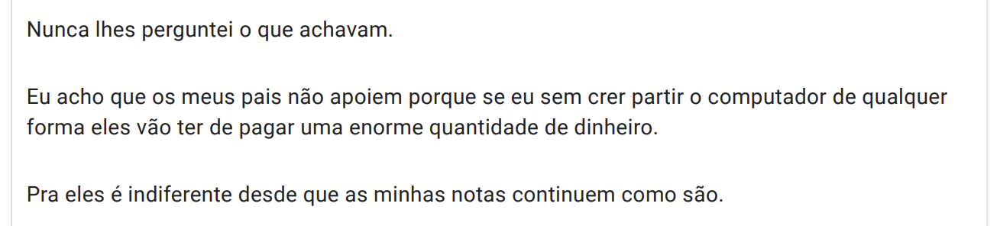 Nunca lhes perguntei o que achavam.
Eu acho que os meus pais não apoiem porque se eu sem crer partir o computador de qualquer
forma eles vão ter de pagar uma enorme quantidade de dinheiro.
Pra eles é indiferente desde que as minhas notas continuem como são.